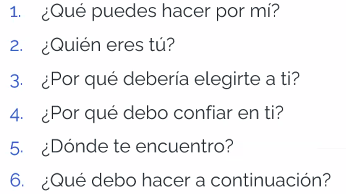 1. ¿Qué puedes hacer por mí?
2. ¿Quién eres tú?
3. ¿Por qué debería elegirte a ti?
4. ¿Por qué debo confiar en ti?
5. ¿Dónde te encuentro?
6. ¿Qué debo hacer a continuación?